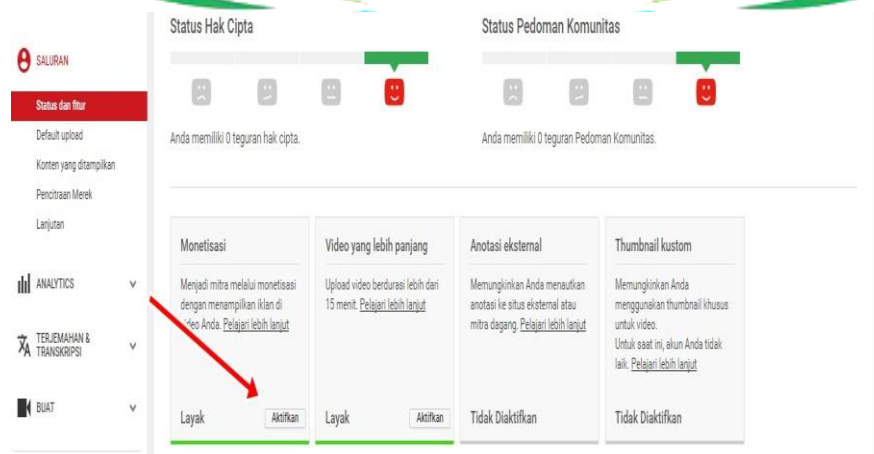 Status Hak Cipta
Status Pedoman Komunitas
SALURAN
Status dan fitur
Default upload
Konten yang ditampilkan
Pencitraan Merek
Lanjutan
ANALYTICS
TERJEMAHAN &
TRANSKRIPSI
BUAT
Anda memiliki 0 teguran hak cipta.
Anda memiliki 0 teguran Pedoman Komunitas.
Monetisasi
Menjadi mitra melalui monetisasi
dengan menampilkan iklan di
video Anda. Pelajari lebih lanjut
Layak
Aktifkan
Video yang lebih panjang
Upload video berdurasi lebih dari
15 menit. Pelajari lebih lanjut
Layak
Aktifkan
Anotasi eksternal
Memungkinkan Anda menautkan
anotasi ke situs eksternal atau
mitra dagang. Pelajari lebih lanjut
Tidak Diaktifkan
Thumbnail kustom
Memungkinkan Anda
menggunakan thumbnail khusus
untuk video.
Untuk saat ini, akun Anda tidak
laik. Pelajari lebih lanjut
Tidak Diaktifkan